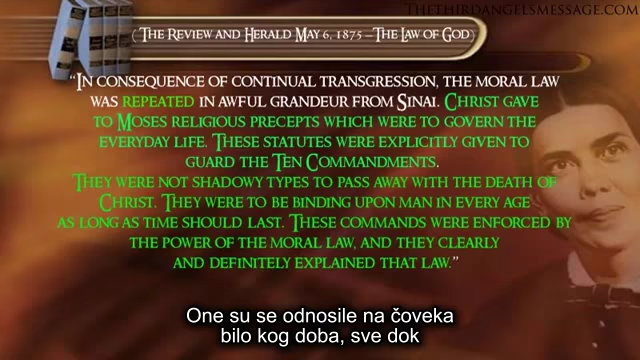 TheThirdAngelsMessage.com
(The Review and Herald May 6, 1875 –The Law of God)
“In consequence of continual transgression, the moral law
was repeated in awful grandeur from Sinai. Christ gave
to Moses religious precepts which were to govern the
everyday life. These statutes were explicitly given to
guard the Ten Commandments.
They were not shadowy types to pass away with the death of
Christ. They were to be binding upon man in every age
as long as time should last. These commands were enforced by
the power of the moral law, and they clearly
and definitely explained that law.”
One su se odnosile na čoveka
bilo kog doba, sve dok